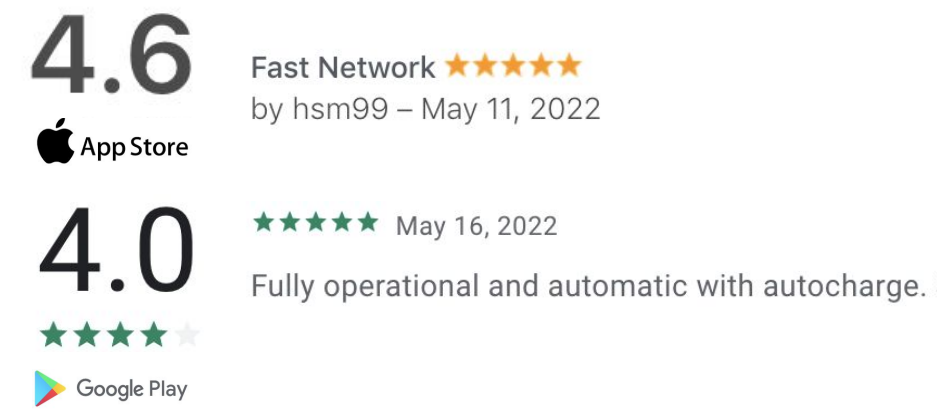 4.6
App Store
Fast Network
by hsm99 – May 11, 2022
4.0
Google Play
May 16, 2022
Fully operational and automatic with autocharge.